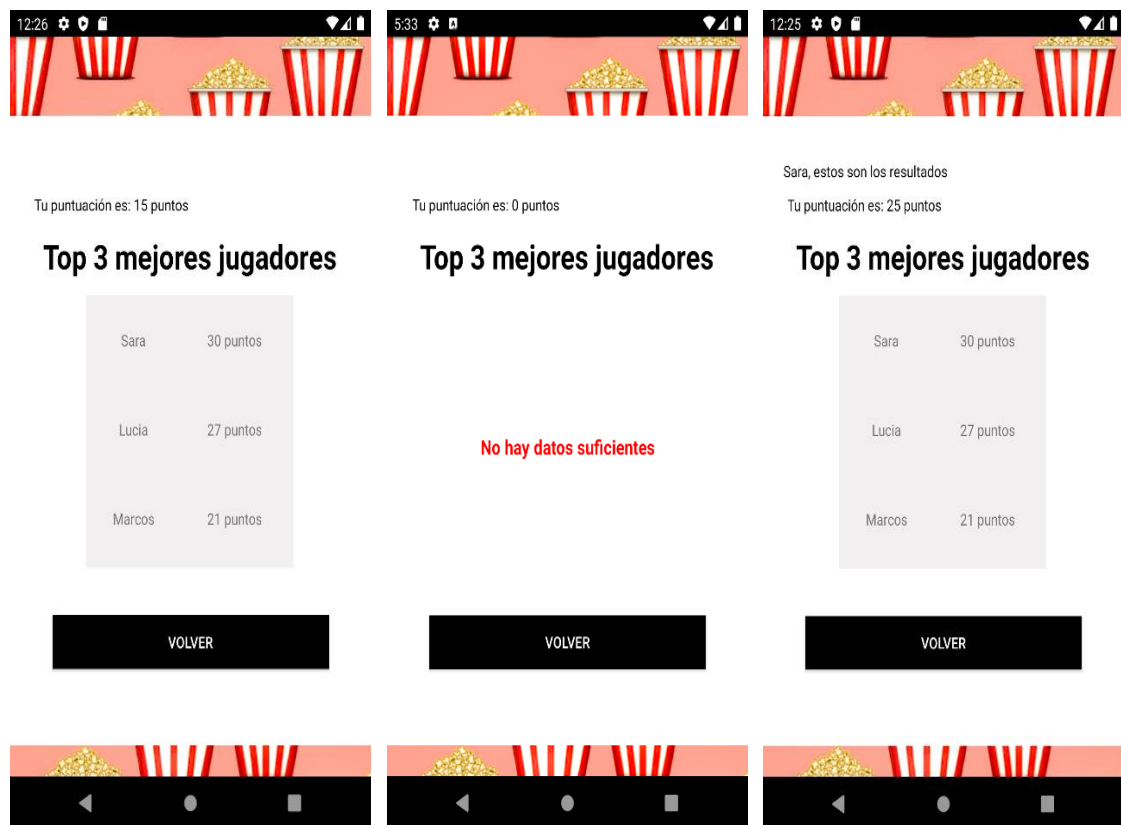 12:26
Tu puntuación es: 15 puntos
Top 3 mejores jugadores
Sara 30 puntos
Lucia 27 puntos
Marcos 21 puntos
VOLVER
5:33
Tu puntuación es: 0 puntos
Top 3 mejores jugadores
No hay datos suficientes
VOLVER
12:25
Sara, estos son los resultados
Tu puntuación es: 25 puntos
Top 3 mejores jugadores
Sara 30 puntos
Lucia 27 puntos
Marcos 21 puntos
VOLVER